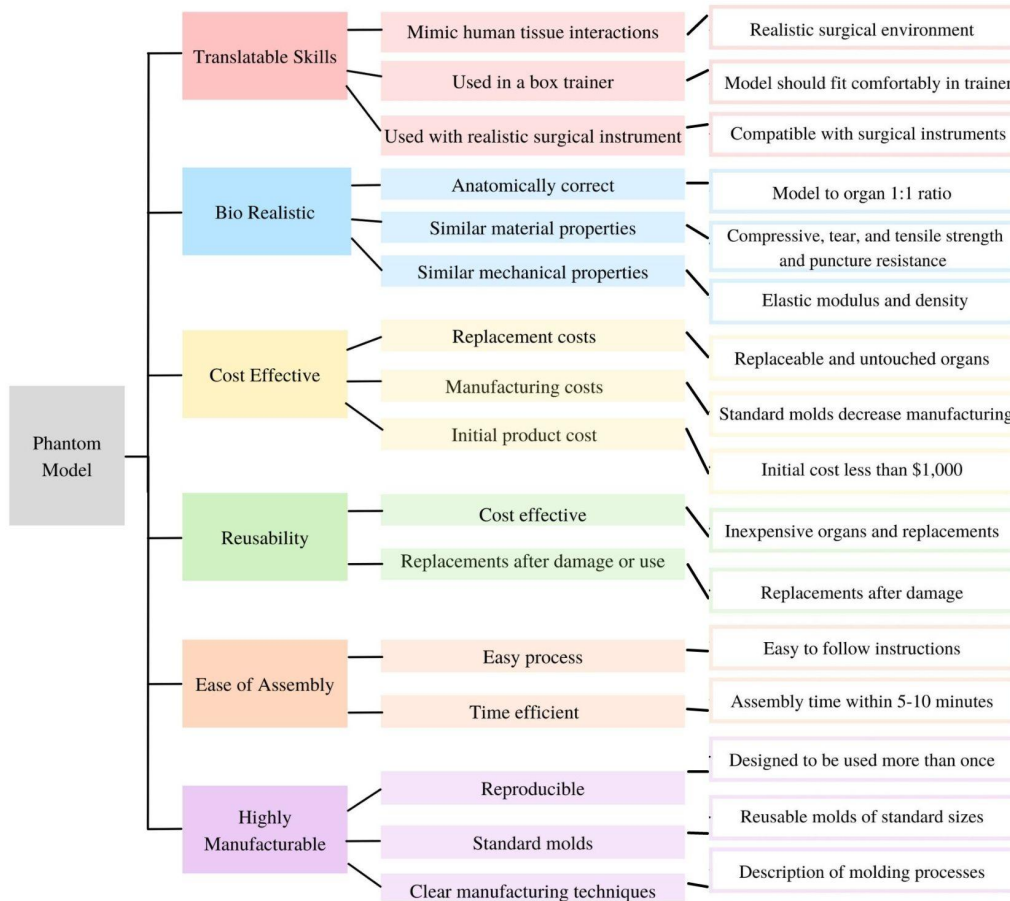 Phantom
Model
Translatable Skills
Mimic human tissue interactions
Realistic surgical environment
Used in a box trainer
Model should fit comfortably in trainer
Used with realistic surgical instrument
Compatible with surgical instruments
Bio Realistic
Anatomically correct
Model to organ 1:1 ratio
Similar material properties
Compressive, tear, and tensile strength
and puncture resistance
Similar mechanical properties
Elastic modulus and density
Cost Effective
Replacement costs
Replaceable and untouched organs
Manufacturing costs
Standard molds decrease manufacturing
Initial product cost
Initial cost less than $1,000
Reusability
Cost effective
Inexpensive organs and replacements
Replacements after damage or use
Replacements after damage
Ease of Assembly
Easy process
Easy to follow instructions
Time efficient
Assembly time within 5-10 minutes
Highly
Manufacturable
Reproducible
Designed to be used more than once
Standard molds
Reusable molds of standard sizes
Clear manufacturing techniques
Description of molding processes